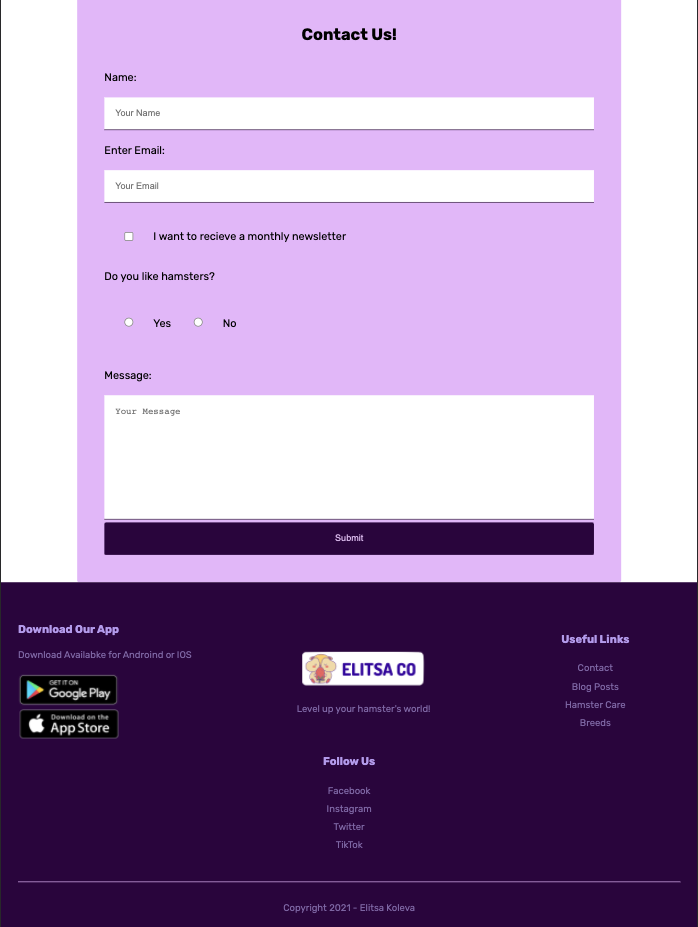 Contact Us!
Name:
Your Name
Enter Email:
Your Email
I want to recieve a monthly newsletter
Do you like hamsters?
Yes No
Message:
Your Message
Submit
Download Our App
Download Availabke for Androind or IOS
GET IT ON
Google Play
Download on the
App Store
ELITSA CO
Level up your hamster's world!
Useful Links
Contact
Blog Posts
Hamster Care
Breeds
Follow Us
Facebook
Instagram
Twitter
TikTok
Copyright 2021 - Elitsa Koleva